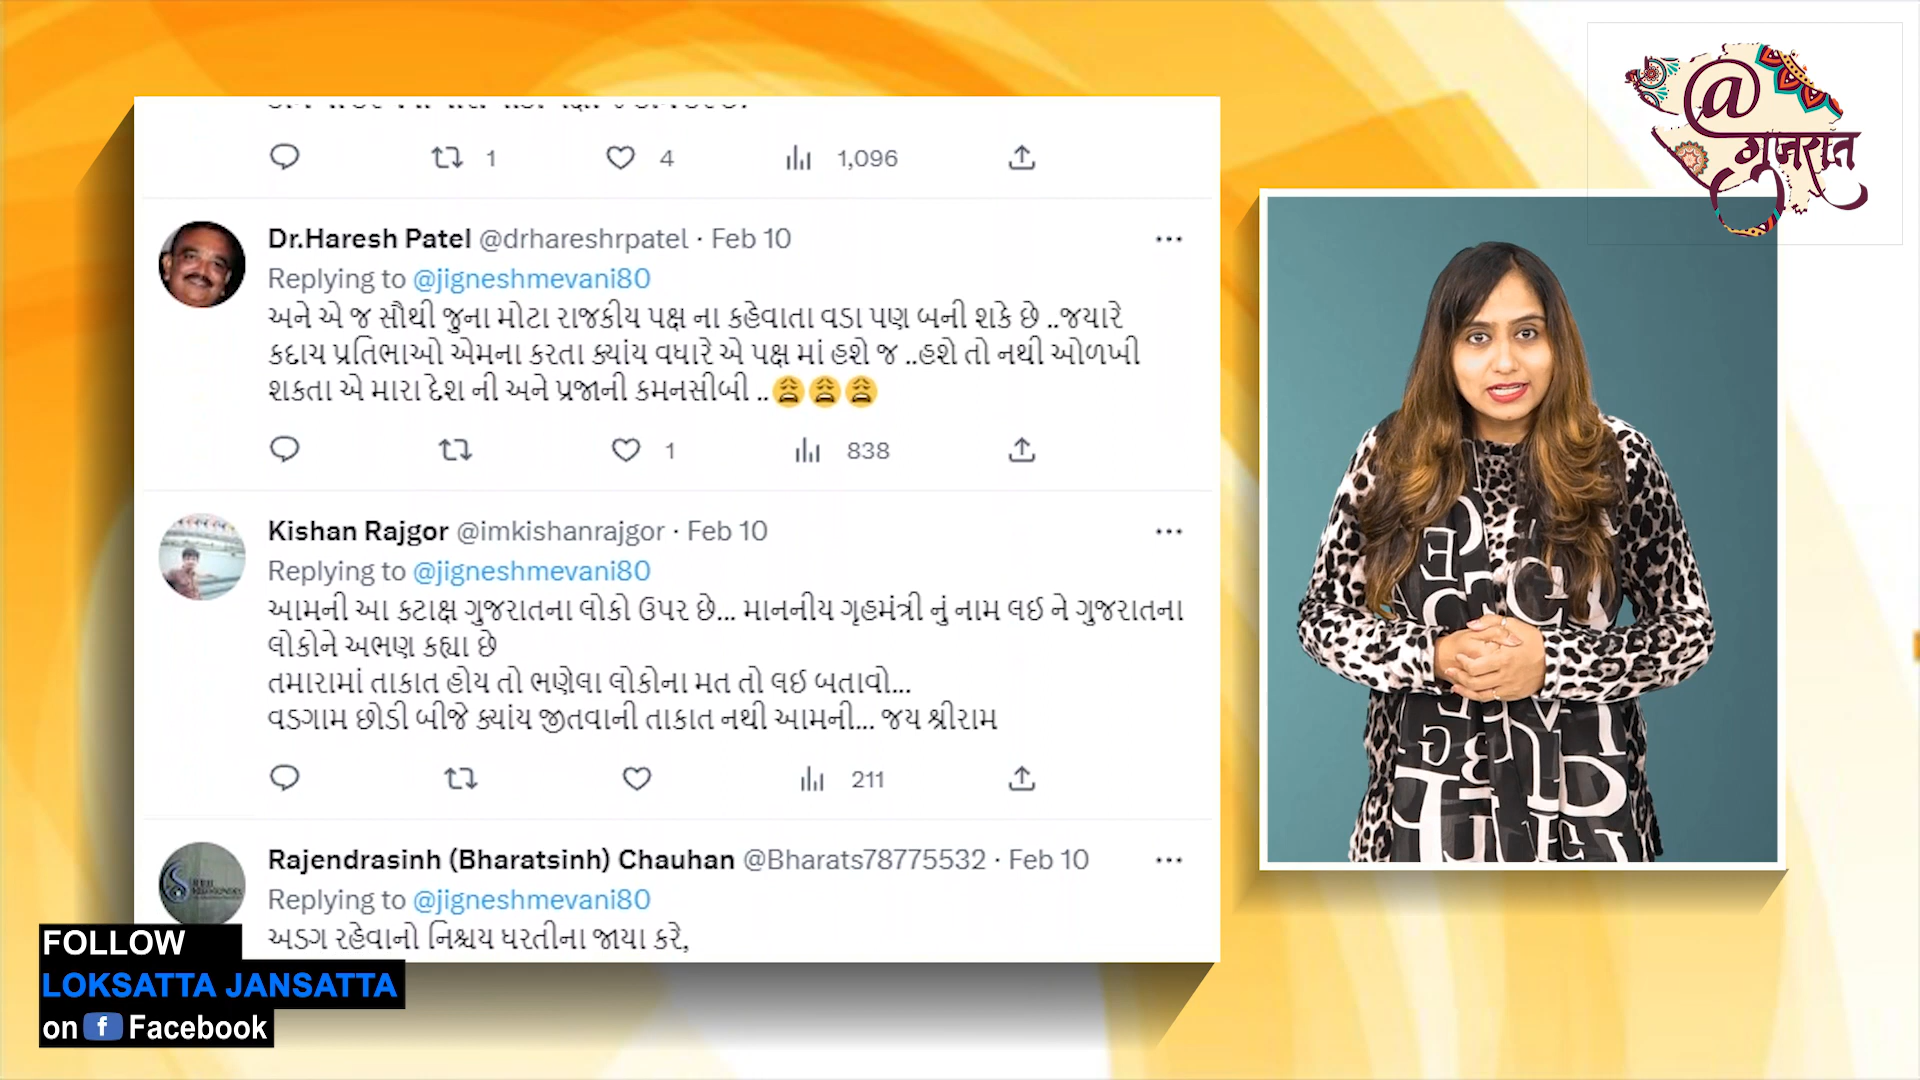 1 4 1,096
Dr.Haresh Patel @drhareshrpatel · Feb 10
Replying to @jigneshmevani80
અને એ જ સૌથી જુના મોટા રાજકીય પક્ષ ના કહેવાતા વડા પણ બની શકે છે ..જયારે
કદાય પ્રતિભાઓ એમના કરતા ક્યાંય વધારે એ પક્ષ માં હશે જ ..હશે તો નથી ઓળખી
શકતા એ મારા દેશ ની અને પ્રજાની કમનસીબી ..😩😩😩
1 838
Kishan Rajgor @imkishanrajgor · Feb 10
Replying to @jigneshmevani80
આમની આ કટાક્ષ ગુજરાતના લોકો ઉપર છે... માનનીય ગૃહમંત્રી નું નામ લઈ ને ગુજરાતના
લોકોને અભણ કહ્યા છે
તમારામાં તાકાત હોય તો ભણેલા લોકોના મત તો લઈ બતાવો...
વડગામ છોડી બીજે ક્યાંય જીતવાની તાકાત નથી આમની... જય શ્રીરામ
211
Rajendrasinh (Bharatsinh) Chauhan @Bharats78775532 · Feb 10
Replying to @jigneshmevani80
અડગ રહેવાનો નિશ્ચય ધરતીના જાયા કરે,
FOLLOW
LOKSATTA JANSATTA
on f Facebook
@
गुजरात